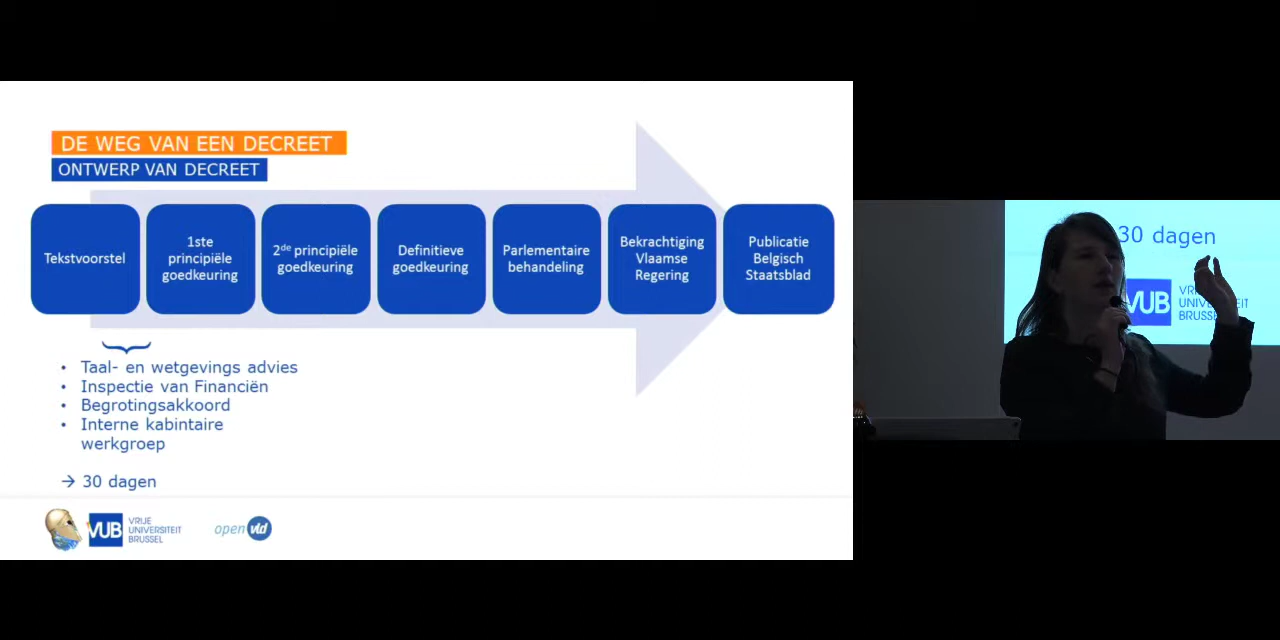 DE WEG VAN EEN DECREET
ONTWERP VAN DECREET
Tekstvoorstel
1ste
principiële
goedkeuring
2de principiële
goedkeuring
Definitieve
goedkeuring
Parlementaire
behandeling
Bekrachtiging
Vlaamse
Regering
Publicatie
Belgisch
Staatsblad
• Taal- en wetgevings advies
• Inspectie van Financiën
• Begrotingsakkoord
• Interne kabintaire
werkgroep
→ 30 dagen
VUB
VRIJE
UNIVERSITEIT
BRUSSEL
open vld
30 dagen
VUB